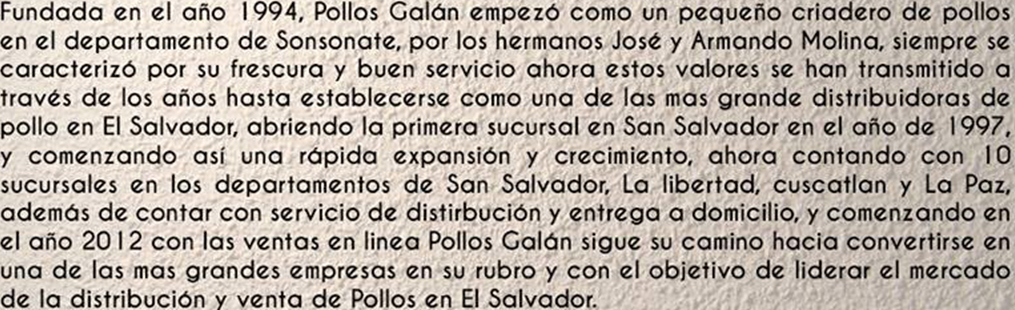 Fundada en el año 1994, Pollos Galán empezó como un pequeño criadero de pollos
en el departamento de Sonsonate, por los hermanos José y Armando Molina, siempre se
caracterizó por su frescura y buen servicio ahora estos valores se han transmitido a
través de los años hasta establecerse como una de las mas grande distribuidoras de
pollo en El Salvador, abriendo la primera sucursal en San Salvador en el año de 1997,
y comenzando así una rápida expansión y crecimiento, ahora contando con 10
sucursales en los departamentos de San Salvador, La libertad, cuscatlan y La Paz,
además de contar con servicio de distirbución y entrega a domicilio, y comenzando en
el año 2012 con las ventas en linea Pollos Galán sigue su camino hacia convertirse en
una de las mas grandes empresas en su rubro y con el objetivo de liderar el mercado
de la distribución y venta de Pollos en El Salvador.